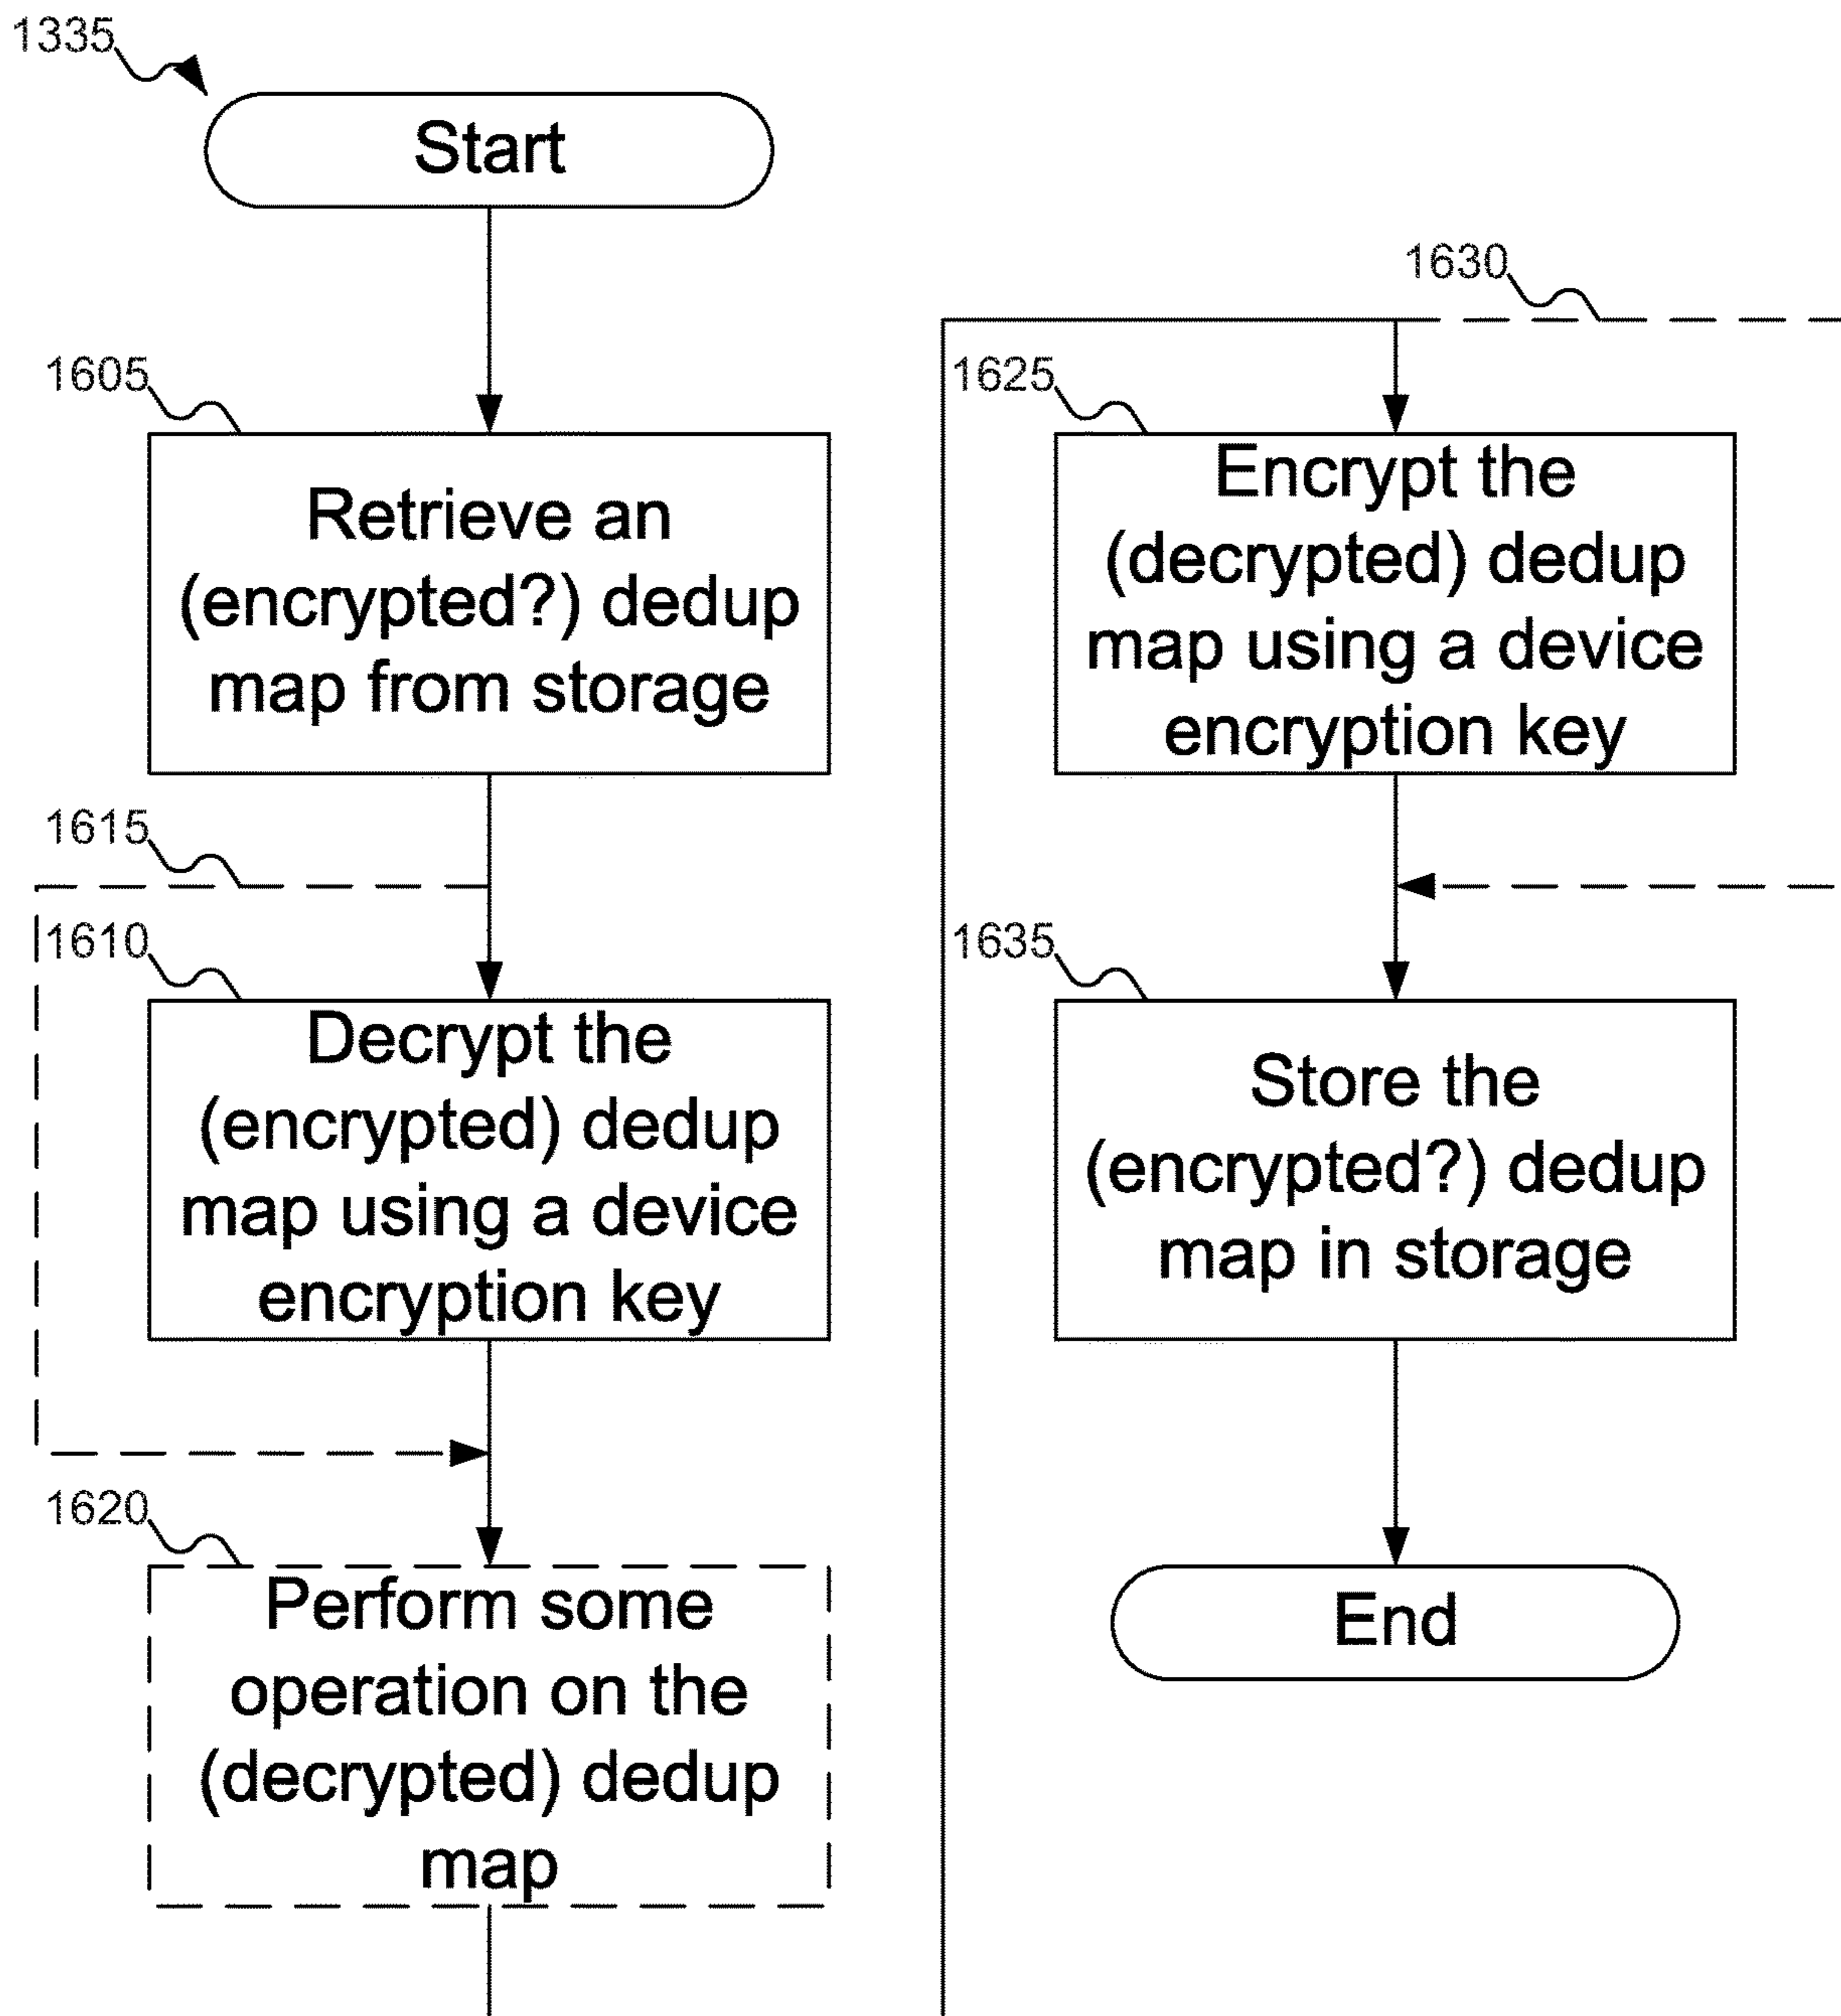 1335
Start
1605
Retrieve an
(encrypted?) dedup
map from storage
1615
1610
Decrypt the
(encrypted) dedup
map using a device
encryption key
1620
Perform some
operation on the
(decrypted) dedup
map
1630
1625
Encrypt the
(decrypted) dedup
map using a device
encryption key
1635
Store the
(encrypted?) dedup
map in storage
End